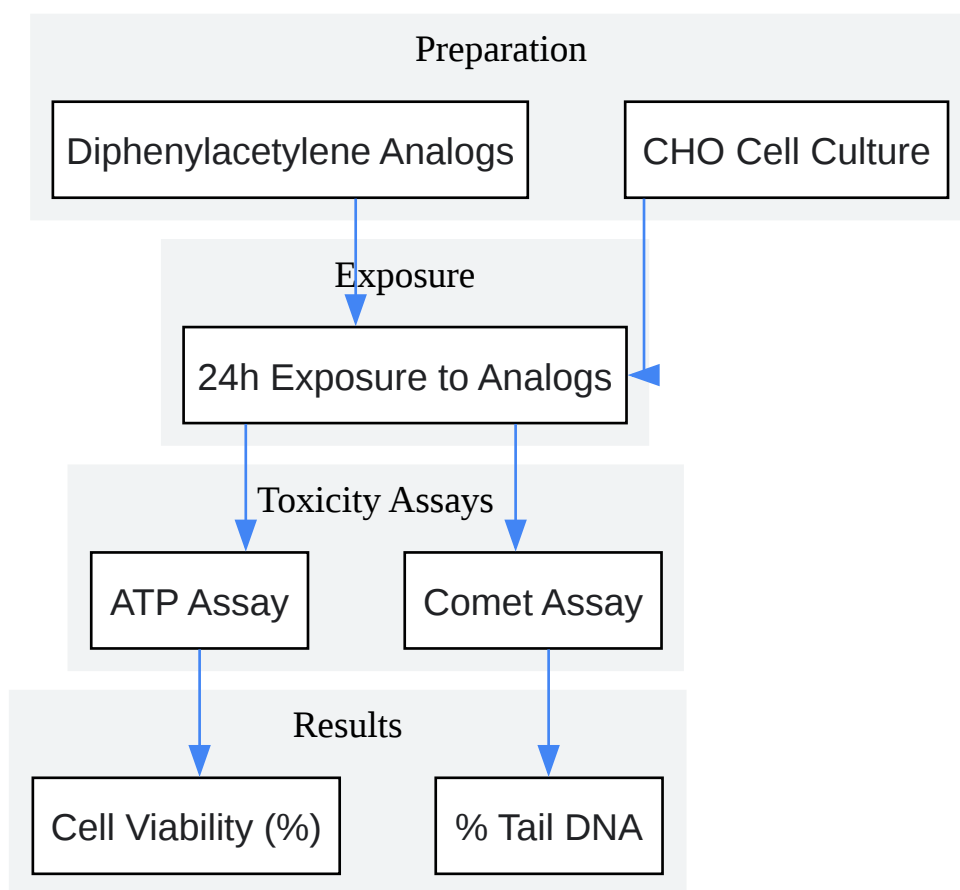 Preparation
Diphenylacetylene Analogs
CHO Cell Culture
Exposure
24h Exposure to Analogs
Toxicity Assays
ATP Assay
Comet Assay
Results
Cell Viability (%)
% Tail DNA